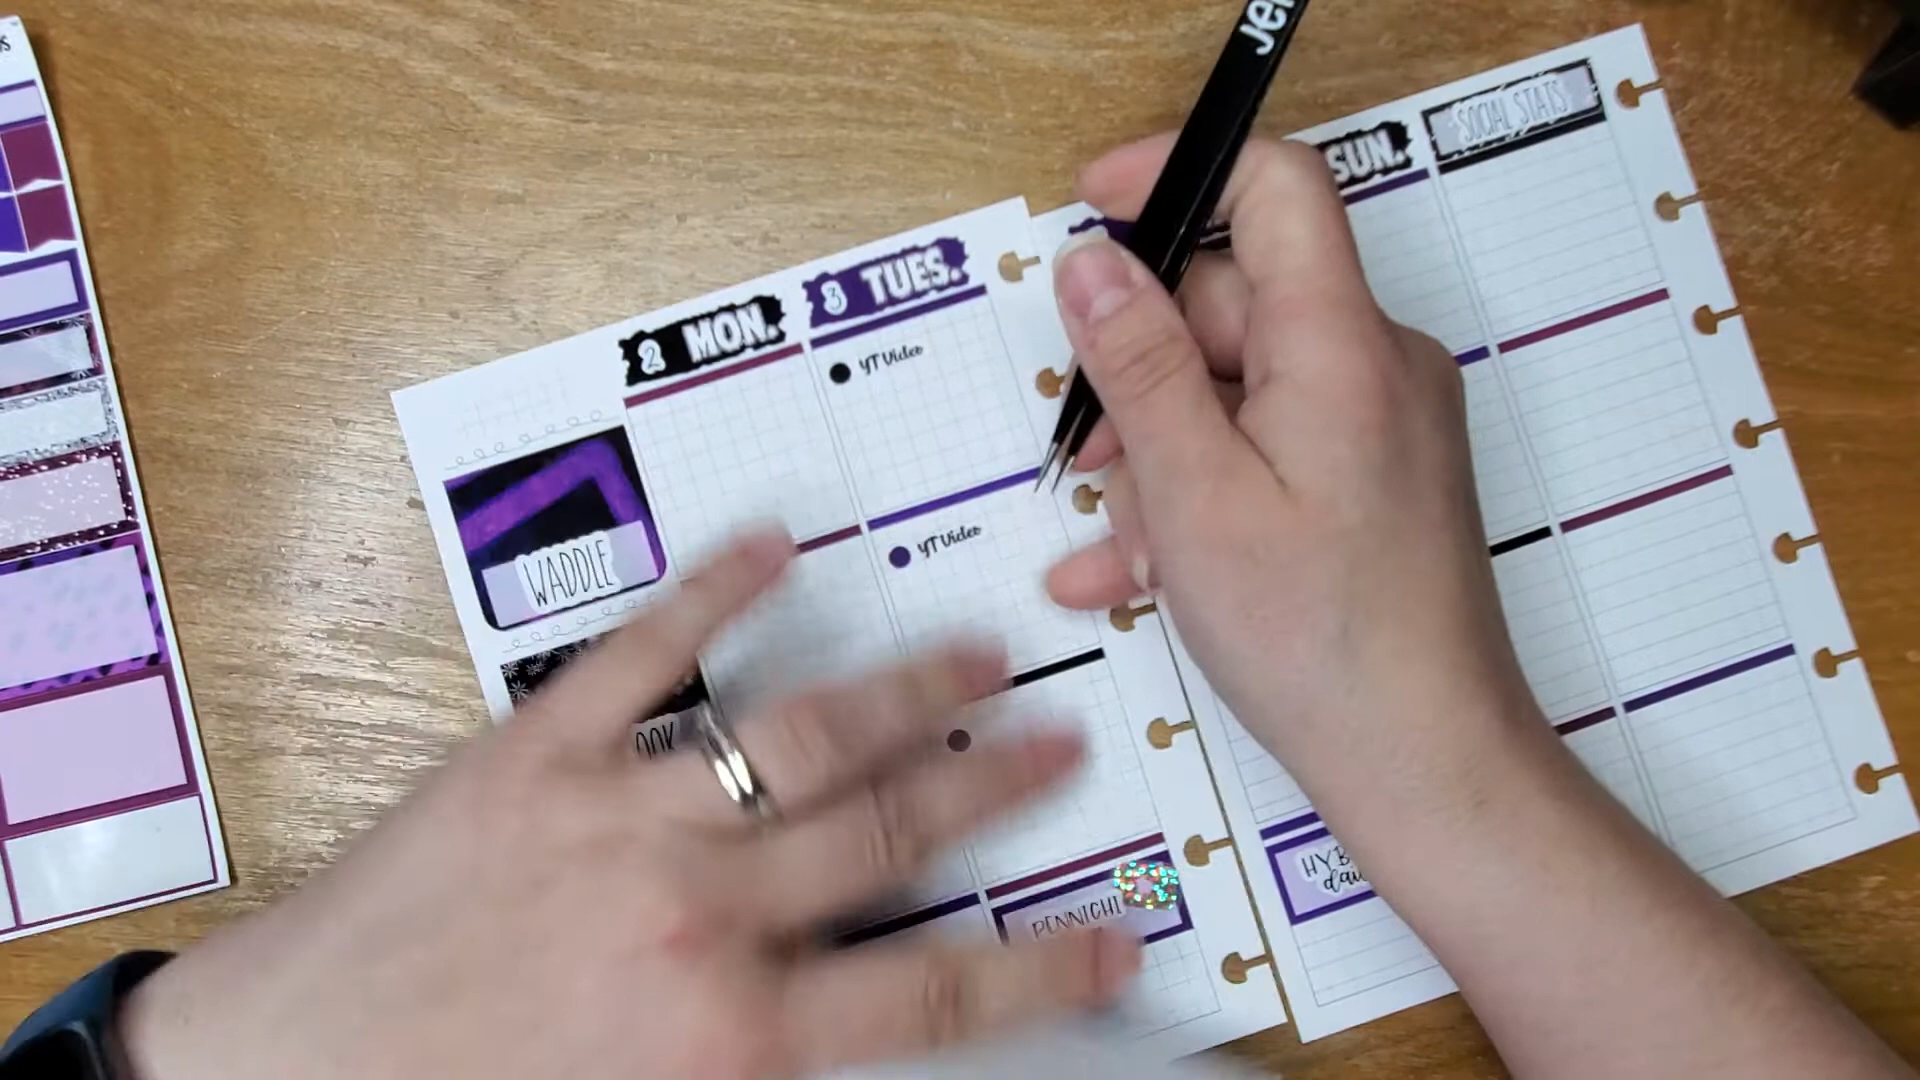 SUN.
SOCIAL STATS
2 MON.
3 TUES.
YT Video
YT Video
WADDLE
PENNICHI